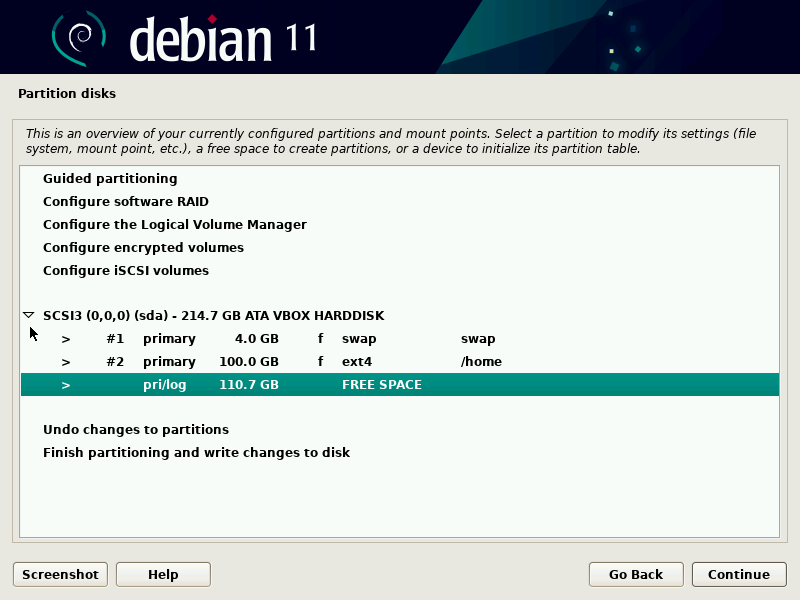 debian 11
Partition disks
This is an overview of your currently configured partitions and mount points. Select a partition to modify its settings (file
system, mount point, etc.), a free space to create partitions, or a device to initialize its partition table.
Guided partitioning
Configure software RAID
Configure the Logical Volume Manager
Configure encrypted volumes
Configure iSCSI volumes
SCSI3 (0,0,0) (sda) - 214.7 GB ATA VBOX HARDDISK
> #1 primary 4.0 GB f swap swap
> #2 primary 100.0 GB f ext4 /home
> pri/log 110.7 GB FREE SPACE
Undo changes to partitions
Finish partitioning and write changes to disk
Screenshot Help Go Back Continue